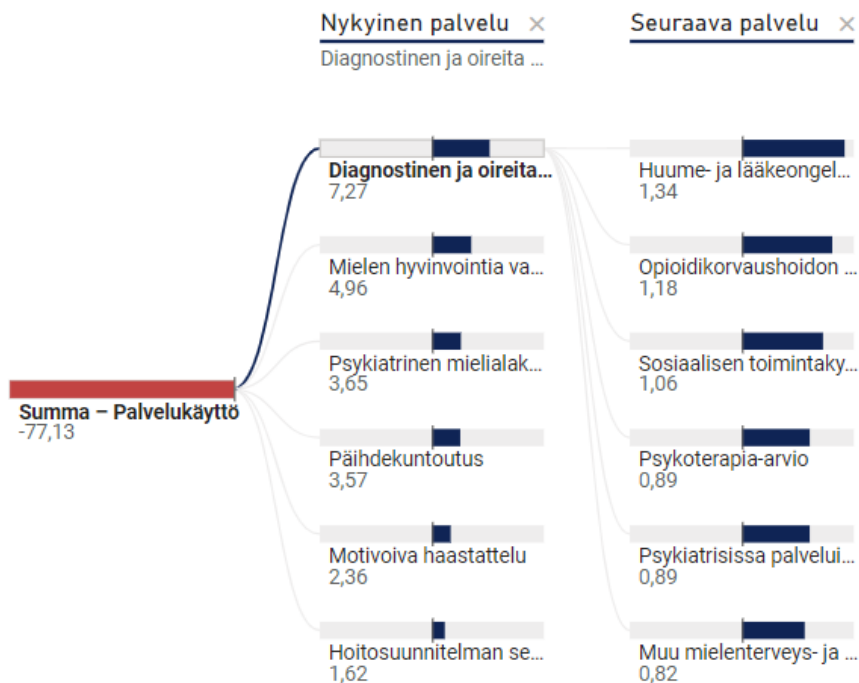 Nykyinen palvelu ×
Diagnostinen ja oireita ...
Seuraava palvelu ×
Summa – Palvelukäyttö
-77,13
Diagnostinen ja oireita...
7,27
Mielen hyvinvointia va...
4,96
Psykiatrinen mielialak...
3,65
Päihdekuntoutus
3,57
Motivoiva haastattelu
2,36
Hoitosuunnitelman se...
1,62
Huume- ja lääkeongel...
1,34
Opioidikorvaushoidon ...
1,18
Sosiaalisen toimintaky...
1,06
Psykoterapia-arvio
0,89
Psykiatrisissa palvelui...
0,89
Muu mielenterveys- ja ...
0,82